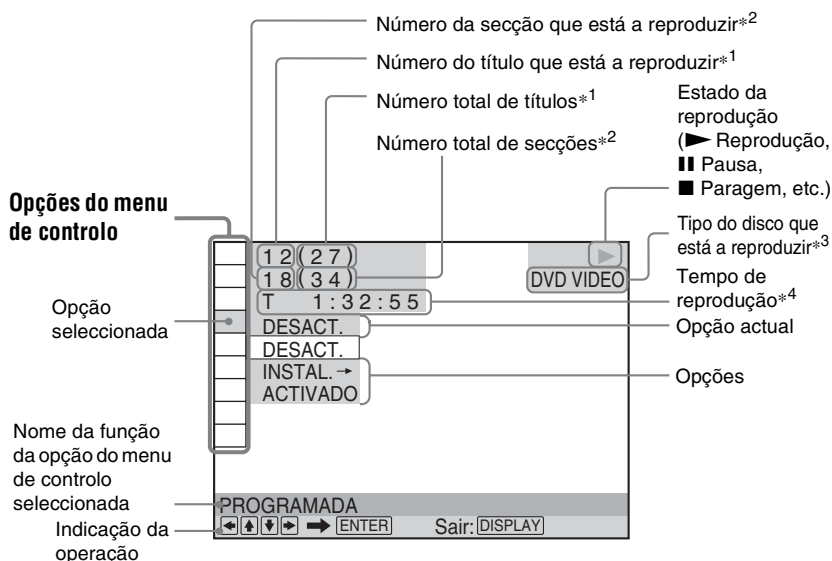 Número da secção que está a reproduzir*2
Número do título que está a reproduzir*1
Número total de títulos*1
Número total de secções*2
Estado da
reprodução
(► Reprodução,
▮▮ Pausa,
■ Paragem, etc.)
Tipo do disco que
está a reproduzir*3
Tempo de
reprodução*4
Opção actual
Opções
Opções do menu
de controlo
Opção
seleccionada
Nome da função
da opção do menu
de controlo
seleccionada
Indicação da
operação
12(27)
18(34)
T 1:32:55
DVD VIDEO
DESACT.
DESACT.
INSTAL.→
ACTIVADO
PROGRAMADA
←↑↓→ ➡ ENTER Sair: DISPLAY